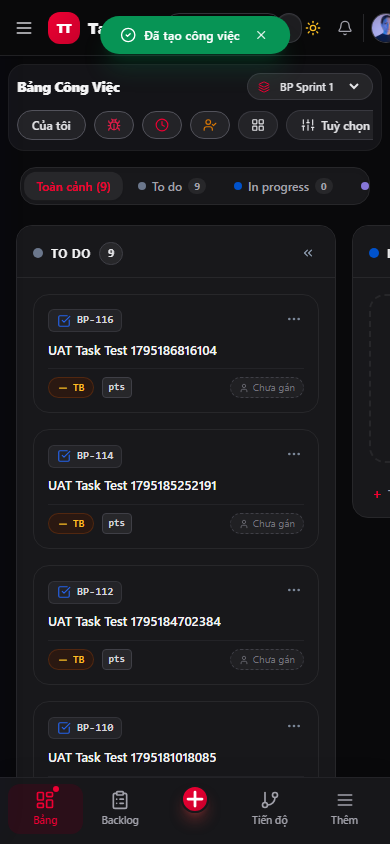 TT Ta
Đã tạo công việc
Bảng Công Việc
BP Sprint 1
Của tôi
Tuỳ chọn
Toàn cảnh (9)
To do 9
In progress 0
TO DO 9
BP-116
UAT Task Test 1795186816104
TB pts Chưa gán
BP-114
UAT Task Test 1795185252191
TB pts Chưa gán
BP-112
UAT Task Test 1795184702384
TB pts Chưa gán
BP-110
UAT Task Test 1795181018085
Bảng
Backlog
Tiến độ
Thêm